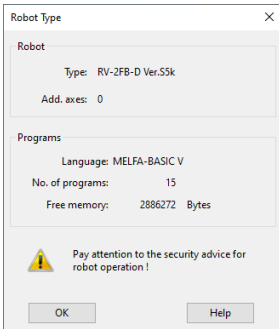 Robot Type
Robot
Type: RV-2FB-D Ver.S5k
Add. axes: 0
Programs
Language: MELFA-BASIC V
No. of programs: 15
Free memory: 2886272 Bytes
Pay attention to the security advice for
robot operation !
OK Help